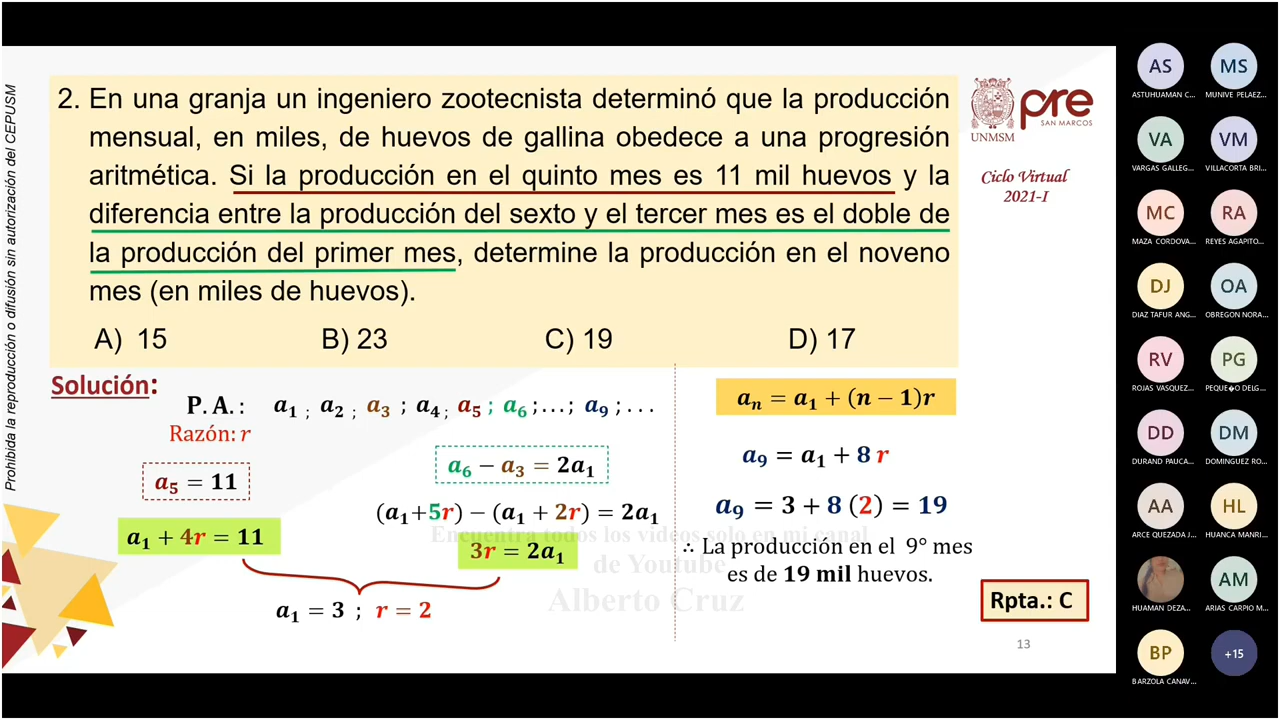 Prohibida la reproducción o difusión sin autorización del CEPUSM
2. En una granja un ingeniero zootecnista determinó que la producción
mensual, en miles, de huevos de gallina obedece a una progresión
aritmética. Si la producción en el quinto mes es 11 mil huevos y la
diferencia entre la producción del sexto y el tercer mes es el doble de
la producción del primer mes, determine la producción en el noveno
mes (en miles de huevos).
A) 15 B) 23 C) 19 D) 17
UNMSM
pre
SAN MARCOS
Ciclo Virtual
2021-I
Solución:
P. A.: a₁ ; a₂ ; a₃ ; a₄ ; a₅ ; a₆ ; … ; a₉ ; …
Razón: r
a₅ = 11
a₁ + 4r = 11
a₆ − a₃ = 2a₁
(a₁+5r) − (a₁ + 2r) = 2a₁
3r = 2a₁
a₁ = 3 ; r = 2
aₙ = a₁ + (n − 1)r
a₉ = a₁ + 8 r
a₉ = 3 + 8 (2) = 19
∴ La producción en el 9° mes
es de 19 mil huevos.
Rpta.: C
Encuentra todos los videos solo en mi canal
de Youtube
Alberto Cruz
13
AS
ASTUHUAMAN C...
MS
MUNIVE PELAEZ...
VA
VARGAS GALLEG...
VM
VILLACORTA BRI...
MC
MAZA CORDOVA...
RA
REYES AGAPITO...
DJ
DIAZ TAFUR ANG...
OA
OBREGON NORA...
RV
ROJAS VASQUEZ...
PG
PEQUE�O DELG...
DD
DURAND PAUCA...
DM
DOMINGUEZ RO...
AA
ARCE QUEZADA J...
HL
HUANCA MANRI...
HUAMAN DEZA...
AM
ARIAS CARPIO M...
BP
BARZOLA CANAV...
+15